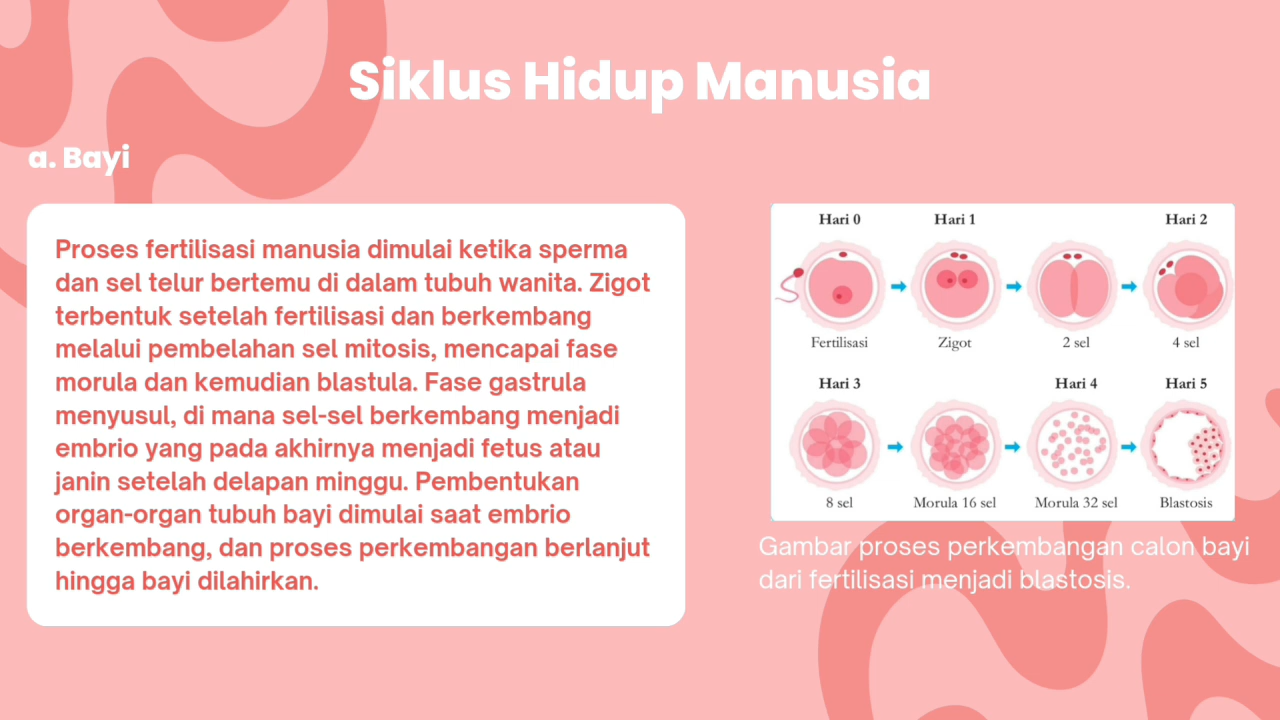 Siklus Hidup Manusia
a. Bayi
Proses fertilisasi manusia dimulai ketika sperma
dan sel telur bertemu di dalam tubuh wanita. Zigot
terbentuk setelah fertilisasi dan berkembang
melalui pembelahan sel mitosis, mencapai fase
morula dan kemudian blastula. Fase gastrula
menyusul, di mana sel-sel berkembang menjadi
embrio yang pada akhirnya menjadi fetus atau
janin setelah delapan minggu. Pembentukan
organ-organ tubuh bayi dimulai saat embrio
berkembang, dan proses perkembangan berlanjut
hingga bayi dilahirkan.
Hari 0 Hari 1 Hari 2
Fertilisasi Zigot 2 sel 4 sel
Hari 3 Hari 4 Hari 5
8 sel Morula 16 sel Morula 32 sel Blastosis
Gambar proses perkembangan calon bayi
dari fertilisasi menjadi blastosis.